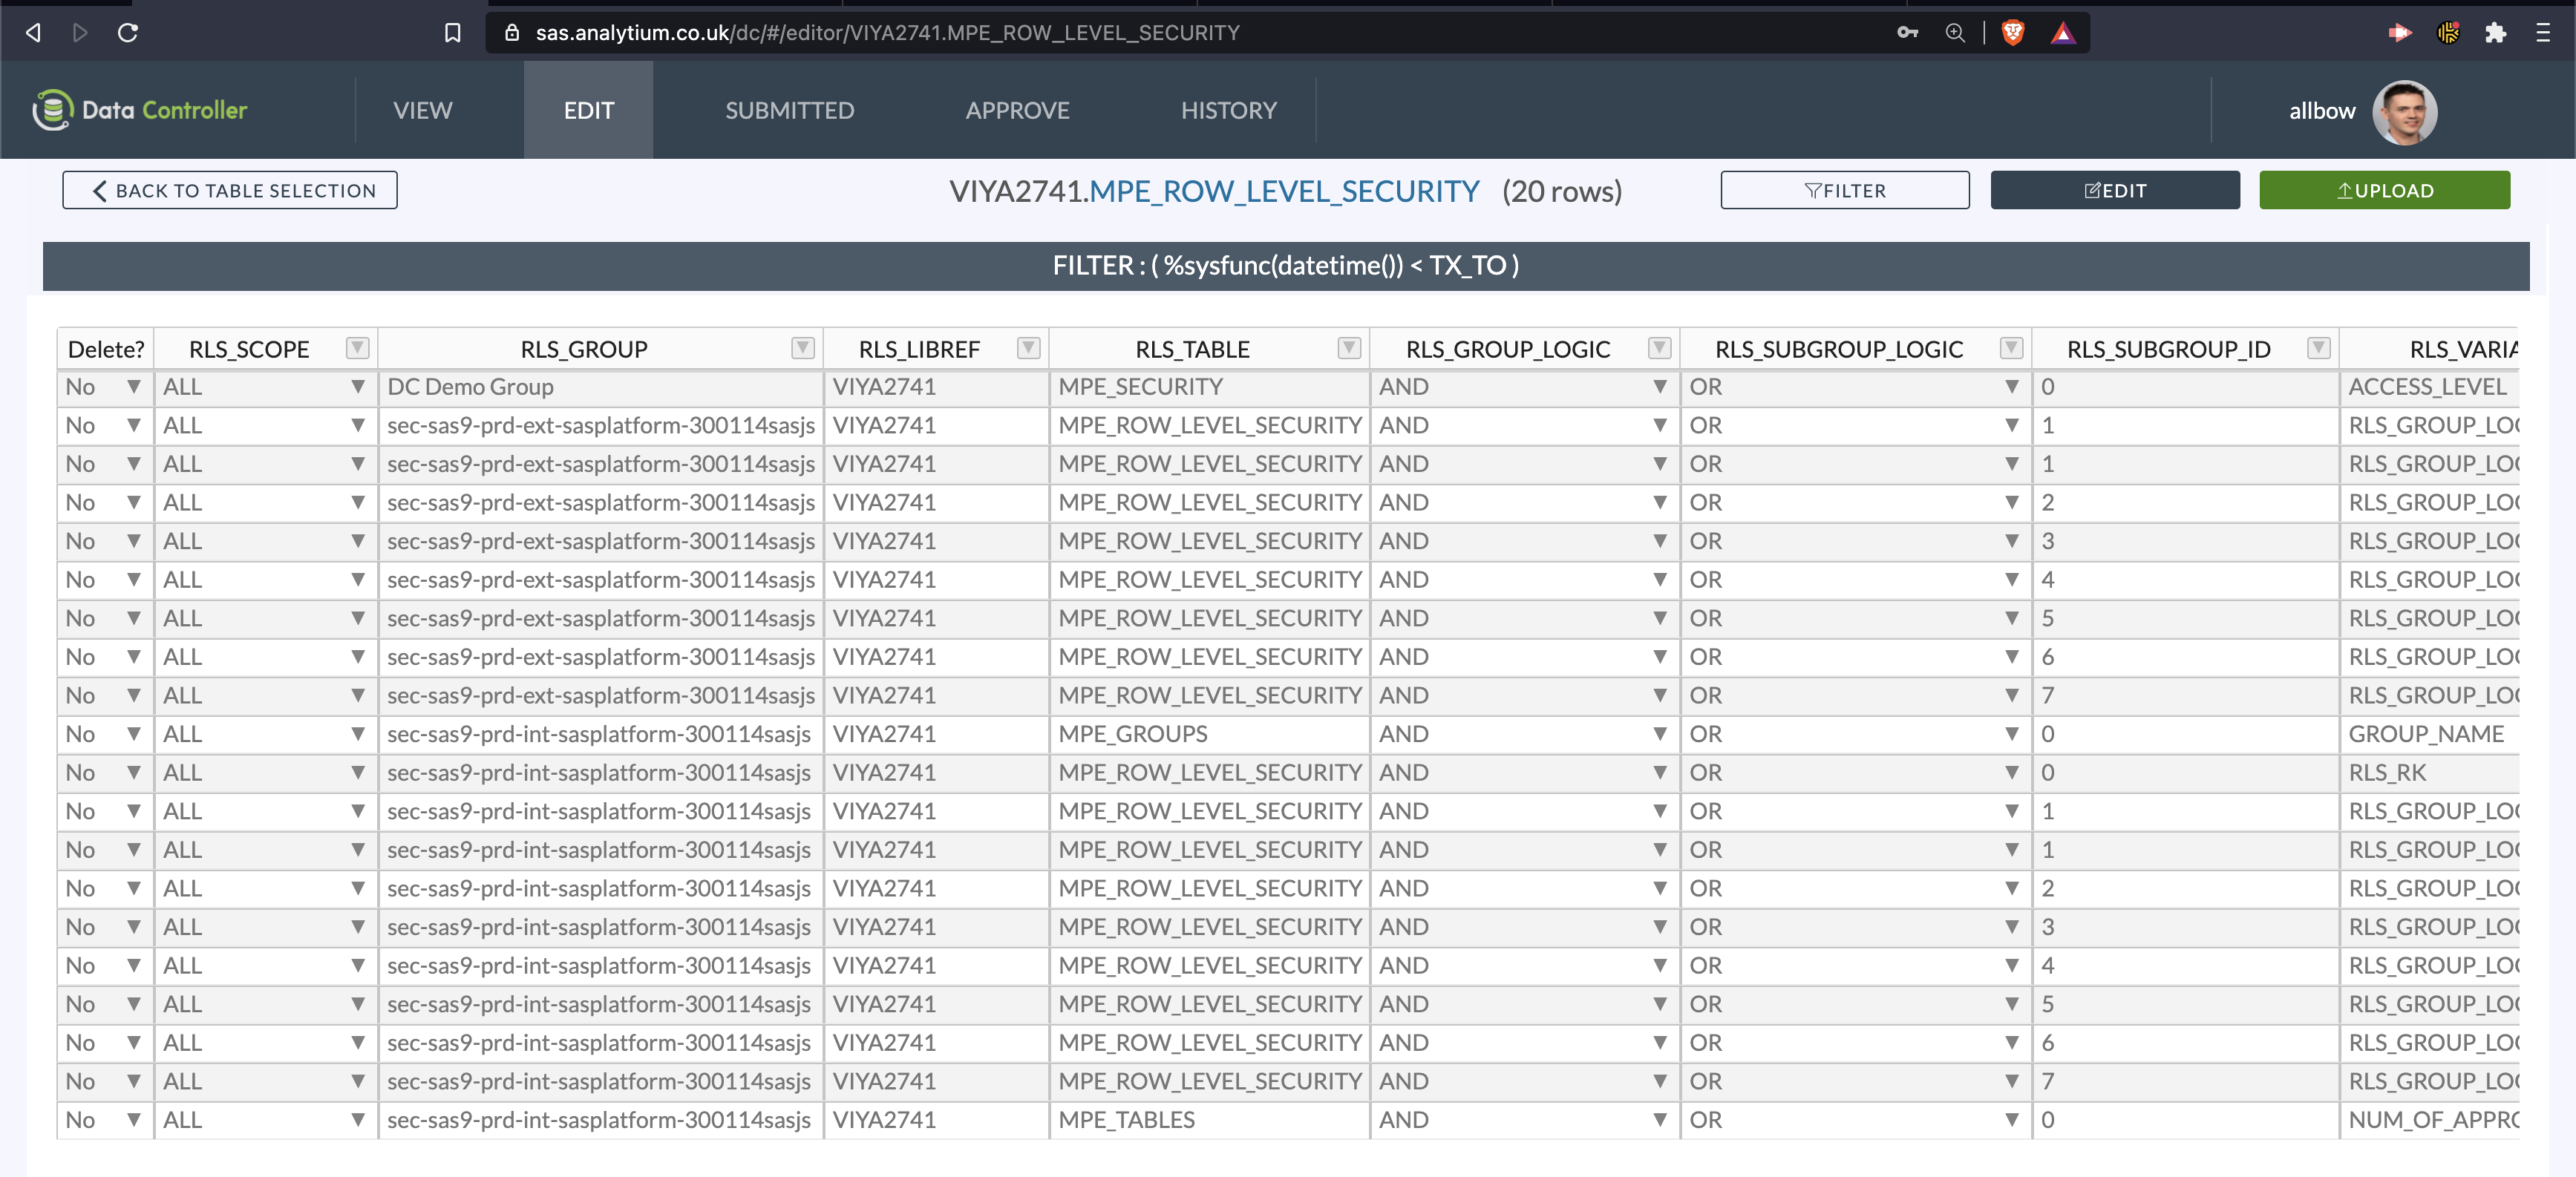 sas.analytium.co.uk/dc/#/editor/VIYA2741.MPE_ROW_LEVEL_SECURITY
Data Controller VIEW EDIT SUBMITTED APPROVE HISTORY allbow
BACK TO TABLE SELECTION VIYA2741.MPE_ROW_LEVEL_SECURITY (20 rows) FILTER EDIT UPLOAD
FILTER : ( %sysfunc(datetime()) < TX_TO )
Delete? RLS_SCOPE RLS_GROUP RLS_LIBREF RLS_TABLE RLS_GROUP_LOGIC RLS_SUBGROUP_LOGIC RLS_SUBGROUP_ID RLS_VARIA
No ALL DC Demo Group VIYA2741 MPE_SECURITY AND OR 0 ACCESS_LEVEL
No ALL sec-sas9-prd-ext-sasplatform-300114sasjs VIYA2741 MPE_ROW_LEVEL_SECURITY AND OR 1 RLS_GROUP_LO
No ALL sec-sas9-prd-ext-sasplatform-300114sasjs VIYA2741 MPE_ROW_LEVEL_SECURITY AND OR 1 RLS_GROUP_LO
No ALL sec-sas9-prd-ext-sasplatform-300114sasjs VIYA2741 MPE_ROW_LEVEL_SECURITY AND OR 2 RLS_GROUP_LO
No ALL sec-sas9-prd-ext-sasplatform-300114sasjs VIYA2741 MPE_ROW_LEVEL_SECURITY AND OR 3 RLS_GROUP_LO
No ALL sec-sas9-prd-ext-sasplatform-300114sasjs VIYA2741 MPE_ROW_LEVEL_SECURITY AND OR 4 RLS_GROUP_LO
No ALL sec-sas9-prd-ext-sasplatform-300114sasjs VIYA2741 MPE_ROW_LEVEL_SECURITY AND OR 5 RLS_GROUP_LO
No ALL sec-sas9-prd-ext-sasplatform-300114sasjs VIYA2741 MPE_ROW_LEVEL_SECURITY AND OR 6 RLS_GROUP_LO
No ALL sec-sas9-prd-ext-sasplatform-300114sasjs VIYA2741 MPE_ROW_LEVEL_SECURITY AND OR 7 RLS_GROUP_LO
No ALL sec-sas9-prd-int-sasplatform-300114sasjs VIYA2741 MPE_GROUPS AND OR 0 GROUP_NAME
No ALL sec-sas9-prd-int-sasplatform-300114sasjs VIYA2741 MPE_ROW_LEVEL_SECURITY AND OR 0 RLS_RK
No ALL sec-sas9-prd-int-sasplatform-300114sasjs VIYA2741 MPE_ROW_LEVEL_SECURITY AND OR 1 RLS_GROUP_LO
No ALL sec-sas9-prd-int-sasplatform-300114sasjs VIYA2741 MPE_ROW_LEVEL_SECURITY AND OR 1 RLS_GROUP_LO
No ALL sec-sas9-prd-int-sasplatform-300114sasjs VIYA2741 MPE_ROW_LEVEL_SECURITY AND OR 2 RLS_GROUP_LO
No ALL sec-sas9-prd-int-sasplatform-300114sasjs VIYA2741 MPE_ROW_LEVEL_SECURITY AND OR 3 RLS_GROUP_LO
No ALL sec-sas9-prd-int-sasplatform-300114sasjs VIYA2741 MPE_ROW_LEVEL_SECURITY AND OR 4 RLS_GROUP_LO
No ALL sec-sas9-prd-int-sasplatform-300114sasjs VIYA2741 MPE_ROW_LEVEL_SECURITY AND OR 5 RLS_GROUP_LO
No ALL sec-sas9-prd-int-sasplatform-300114sasjs VIYA2741 MPE_ROW_LEVEL_SECURITY AND OR 6 RLS_GROUP_LO
No ALL sec-sas9-prd-int-sasplatform-300114sasjs VIYA2741 MPE_ROW_LEVEL_SECURITY AND OR 7 RLS_GROUP_LO
No ALL sec-sas9-prd-int-sasplatform-300114sasjs VIYA2741 MPE_TABLES AND OR 0 NUM_OF_APPR